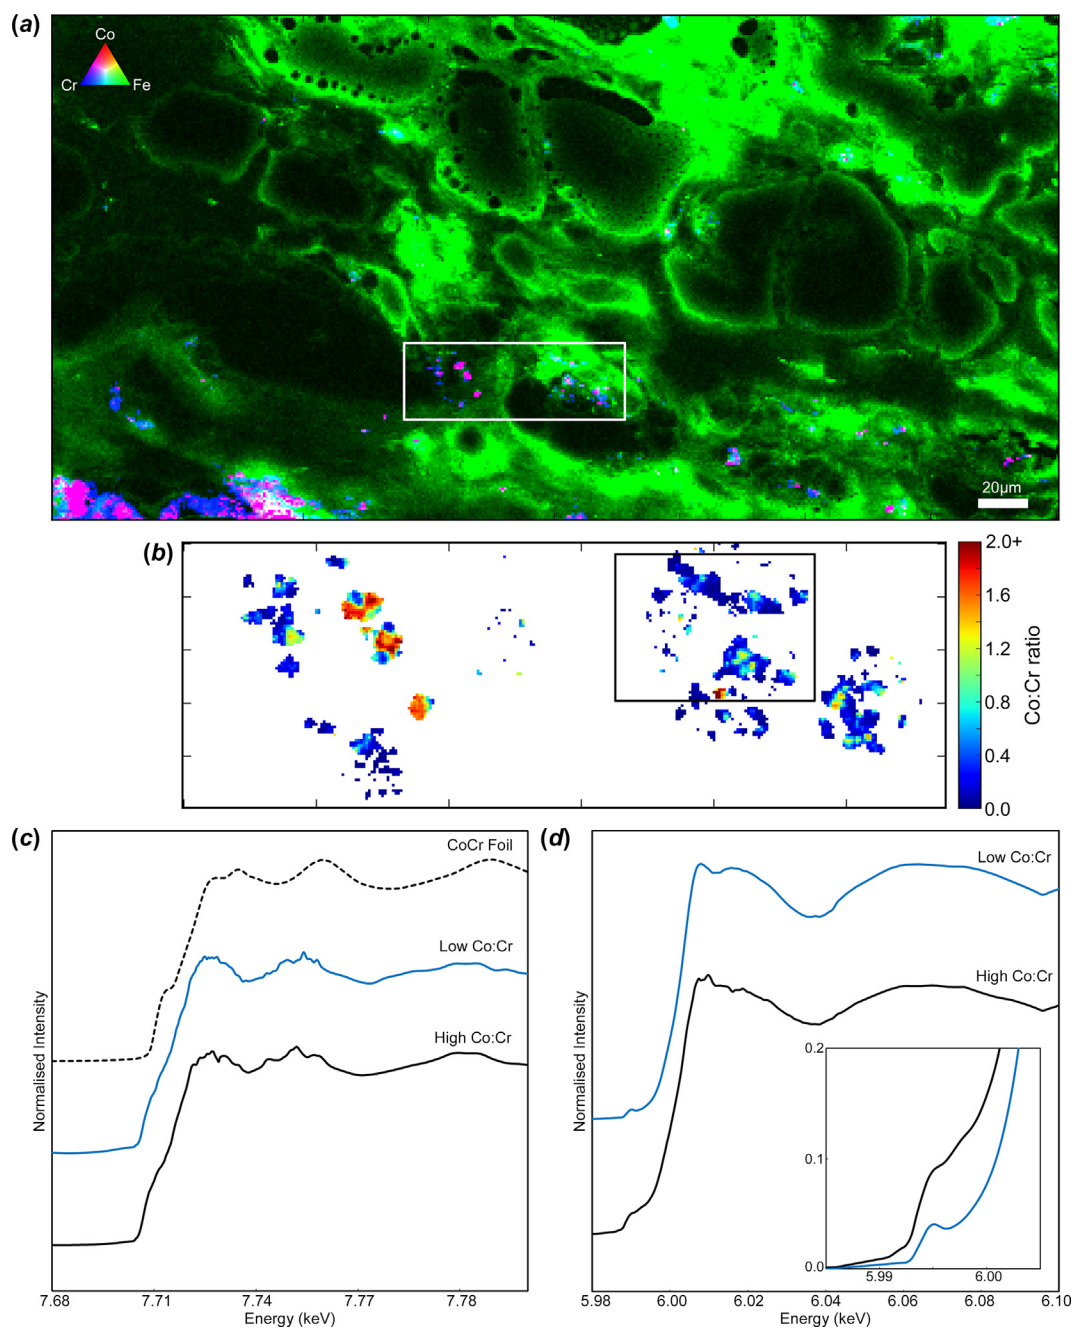 (a)
Co
Cr
Fe
20µm
(b)
2.0+
1.6
1.2
0.8
0.4
0.0
Co:Cr ratio
(c)
CoCr Foil
Low Co:Cr
High Co:Cr
Normalised Intensity
7.68
7.71
7.74
7.77
7.78
Energy (keV)
(d)
Low Co:Cr
High Co:Cr
Normalised Intensity
0.2
0.1
0.0
5.99
6.00
5.98
6.00
6.02
6.04
6.06
6.08
6.10
Energy (keV)